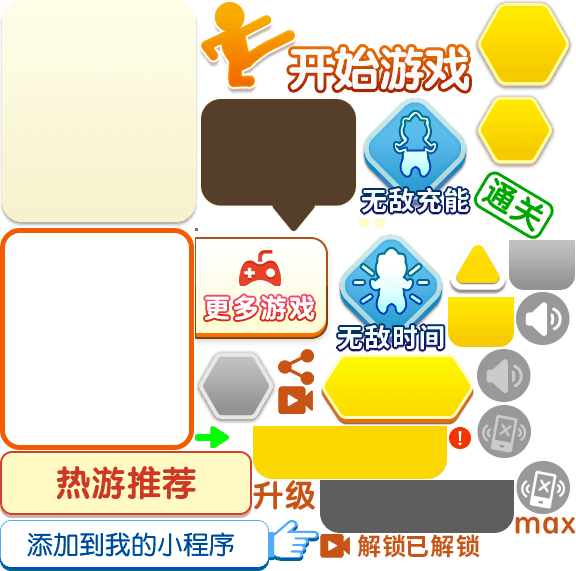 开始游戏
无敌充能
通关
更多游戏
无敌时间
热游推荐
升级
max
添加到我的小程序
解锁已解锁